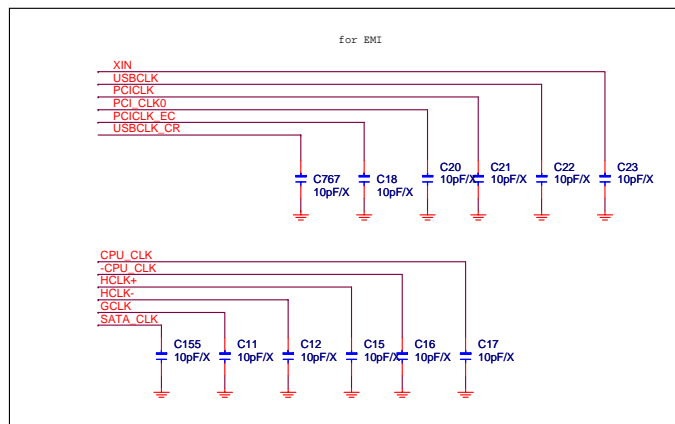 for EMI
XIN
USBCLK
PCICLK
PCI_CLK0
PCICLK_EC
USBCLK_CR
C767 C18 C20 C21 C22 C23
10pF/X 10pF/X 10pF/X 10pF/X 10pF/X 10pF/X
CPU_CLK
-CPU_CLK
HCLK+
HCLK-
GCLK
SATA_CLK
C155 C11 C12 C15 C16 C17
10pF/X 10pF/X 10pF/X 10pF/X 10pF/X 10pF/X